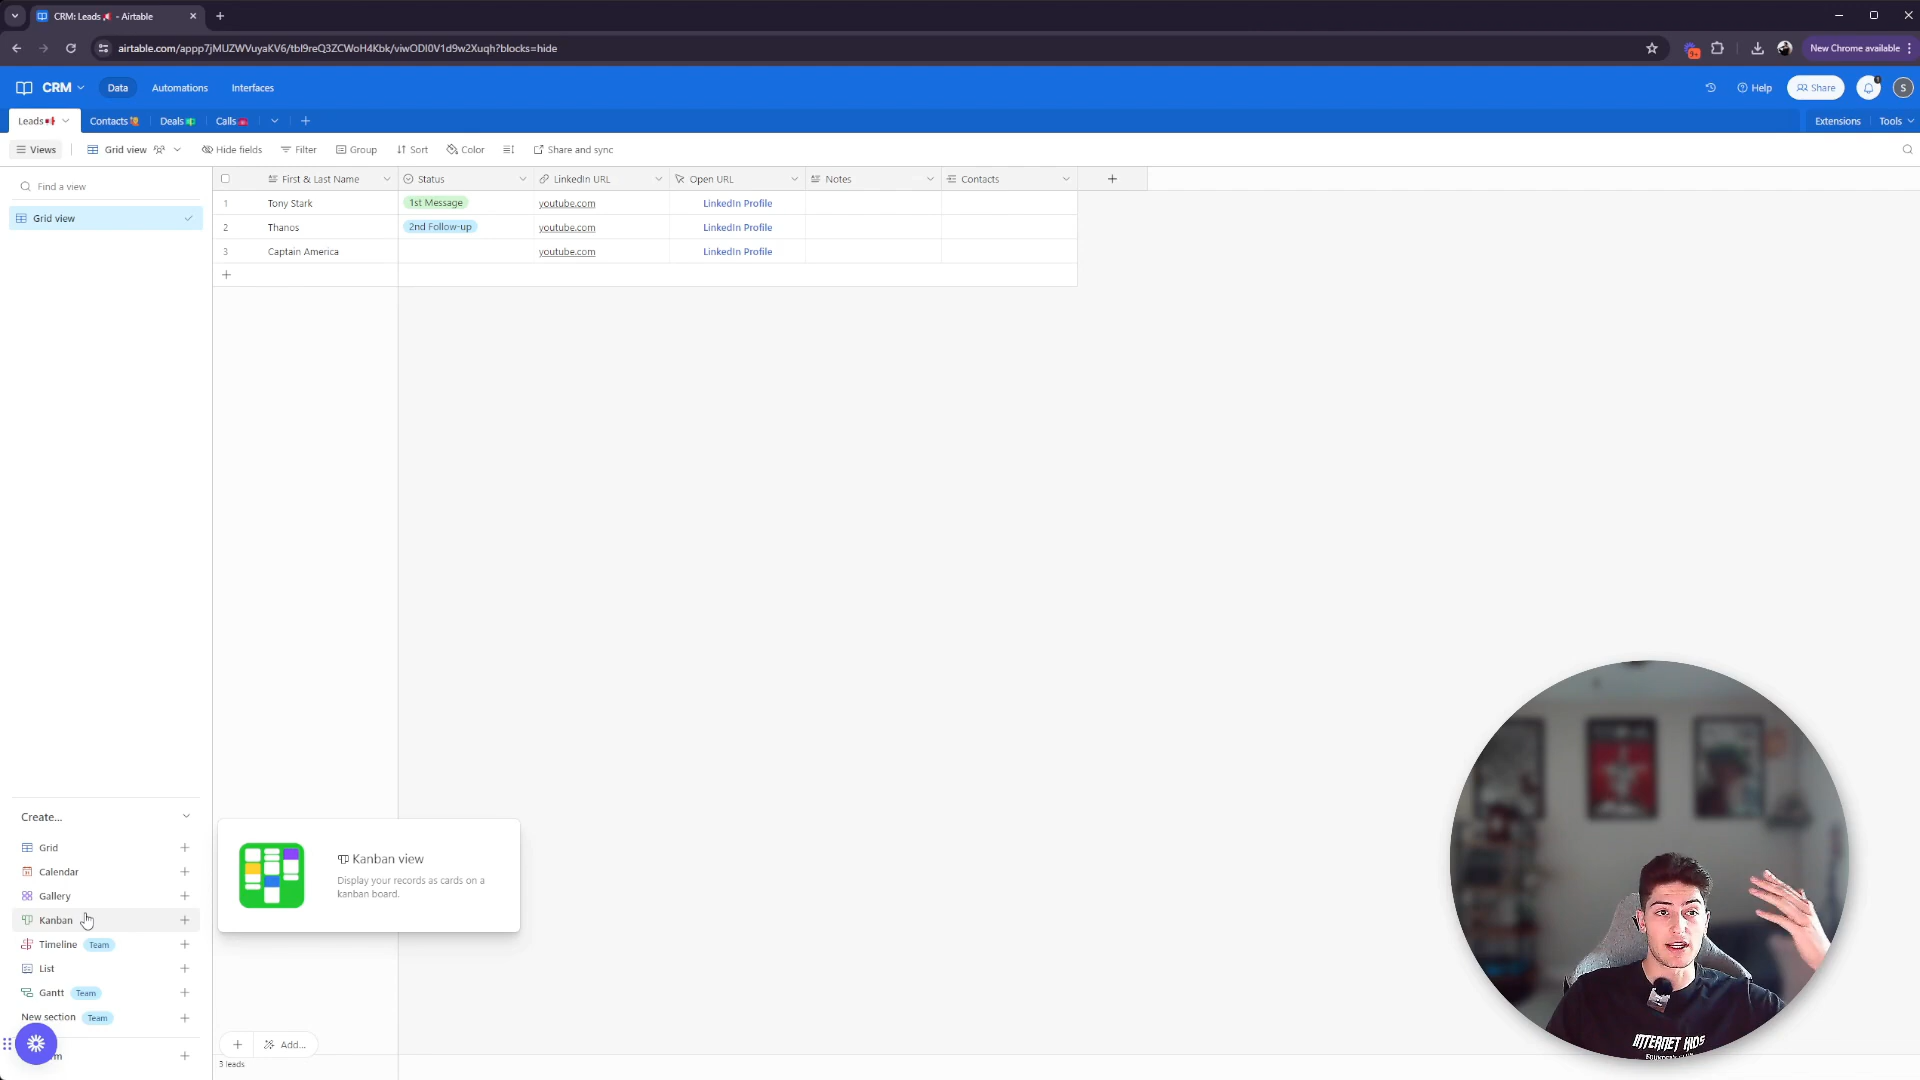 CRM: Leads - Airtable
airtable.com/appp7jMUZWVuyaKV6/tbl9reQ3ZCWoH4Kbk/viwODI0V1d9w2Xuqh?blocks=hide
9+
New Chrome available
CRM
Data
Automations
Interfaces
Help
Share
1
S
Leads
Contacts
Deals
Calls
Extensions
Tools
Views
Grid view
Hide fields
Filter
Group
Sort
Color
Share and sync
Find a view
Grid view
First & Last Name
Status
LinkedIn URL
Open URL
Notes
Contacts
1 Tony Stark 1st Message youtube.com LinkedIn Profile
2 Thanos 2nd Follow-up youtube.com LinkedIn Profile
3 Captain America youtube.com LinkedIn Profile
Create...
Grid
Calendar
Gallery
Kanban
Timeline Team
List
Gantt Team
New section Team
Kanban view
Display your records as cards on a
kanban board.
Add...
3 leads
INTERNET KIDS